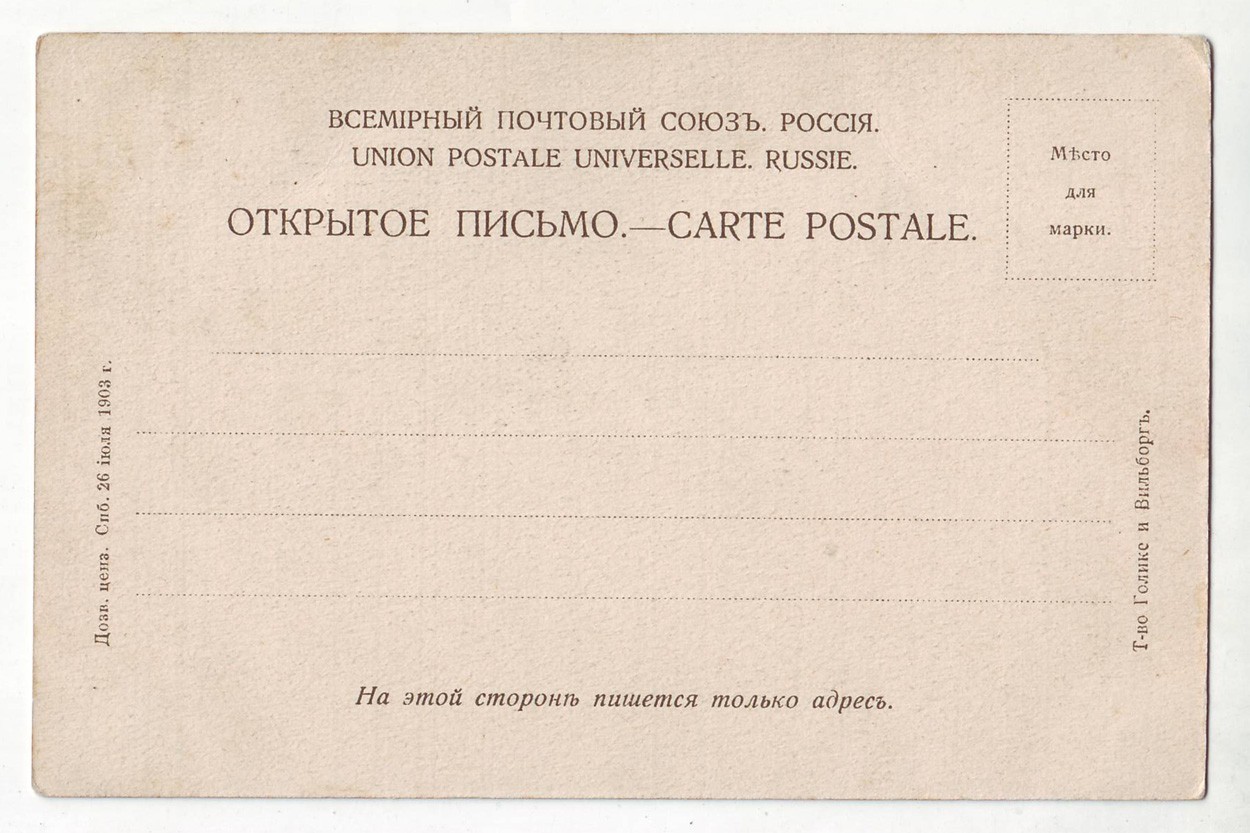 ВСЕМІРНЫЙ ПОЧТОВЫЙ СОЮЗЪ. РОССІЯ.
UNION POSTALE UNIVERSELLE. RUSSIE.
ОТКРЫТОЕ ПИСЬМО.—CARTE POSTALE.
Мѣсто
для
марки.
Дозв. ценз. Спб. 26 іюля 1903 г.
Т-во Голике и Вильборгъ.
На этой сторонѣ пишется только адресъ.